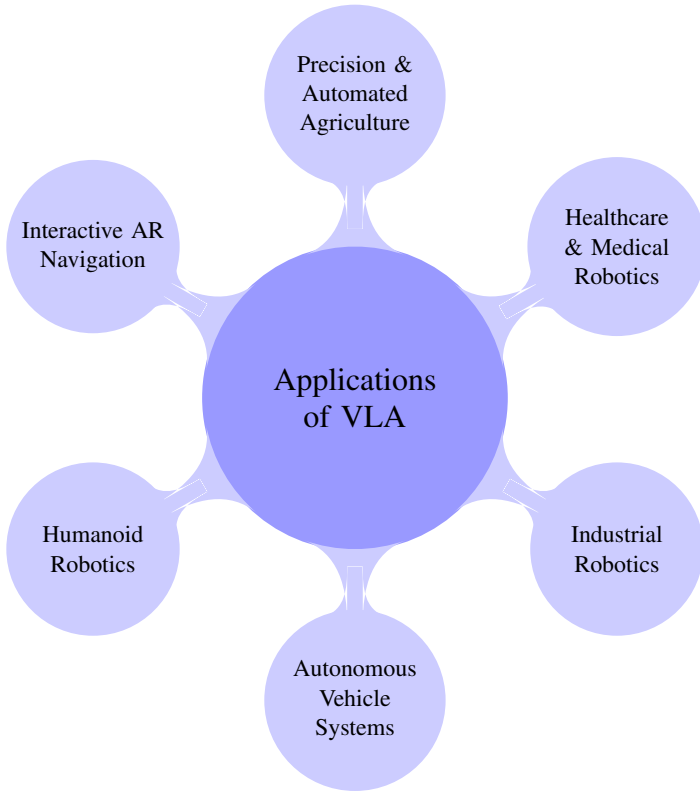 Precision &
Automated
Agriculture
Interactive AR
Navigation
Healthcare
& Medical
Robotics
Applications
of VLA
Humanoid
Robotics
Industrial
Robotics
Autonomous
Vehicle
Systems